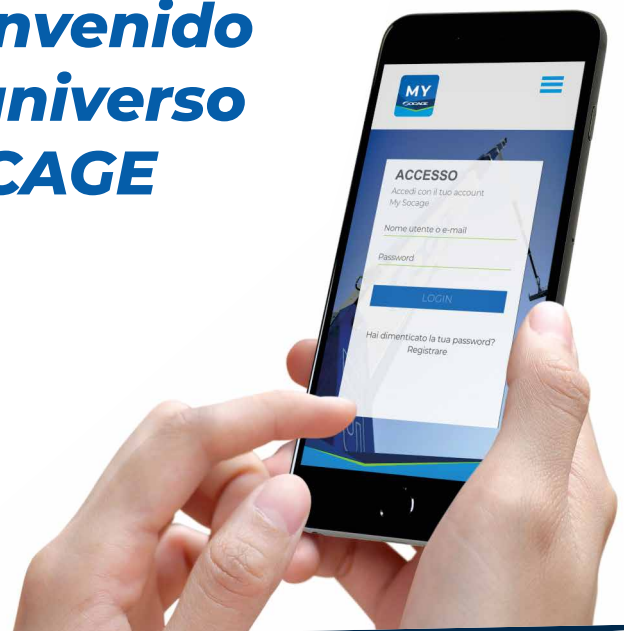 nvenido
universo
CAGE
MY
SOCAGE
ACCESSO
Accedi con il tuo account
My Socage
Nome utente o e-mail
Password
LOGIN
Hai dimenticato la tua password?
Registrare